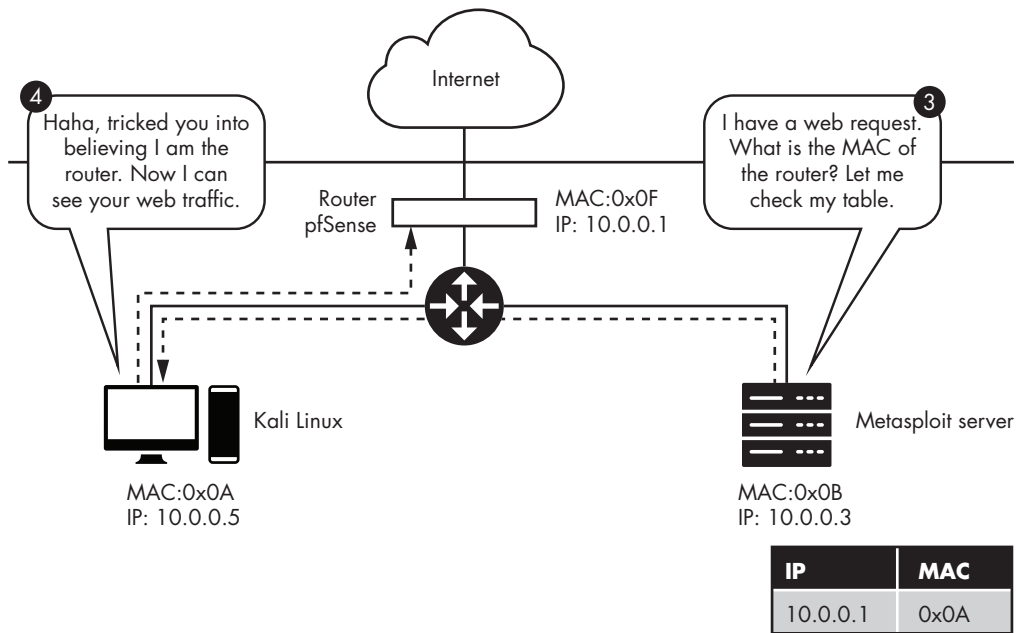 Internet
4
Haha, tricked you into
believing I am the
router. Now I can
see your web traffic.
3
I have a web request.
What is the MAC of
the router? Let me
check my table.
Router
pfSense
MAC:0x0F
IP: 10.0.0.1
Kali Linux
MAC:0x0A
IP: 10.0.0.5
Metasploit server
MAC:0x0B
IP: 10.0.0.3
IP MAC
10.0.0.1 0x0A